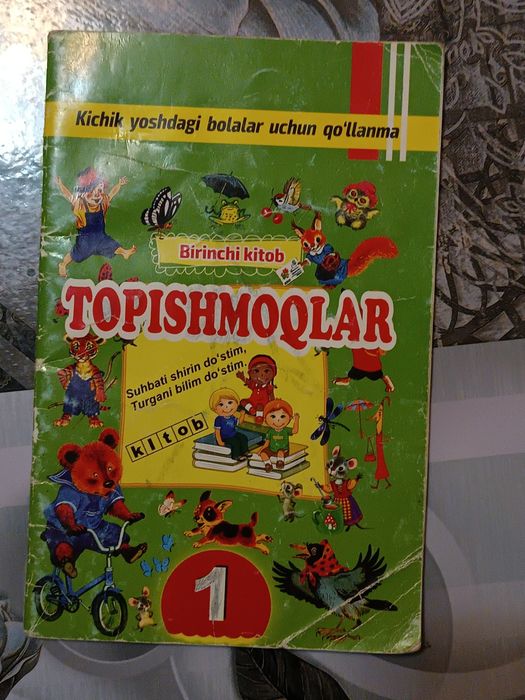 Kichik yoshdagi bolalar uchun qo'llanma
Birinchi kitob
TOPISHMOQLAR
Suhbati shirin do'stim,
Turgani bilim do'stim.
kitob
1